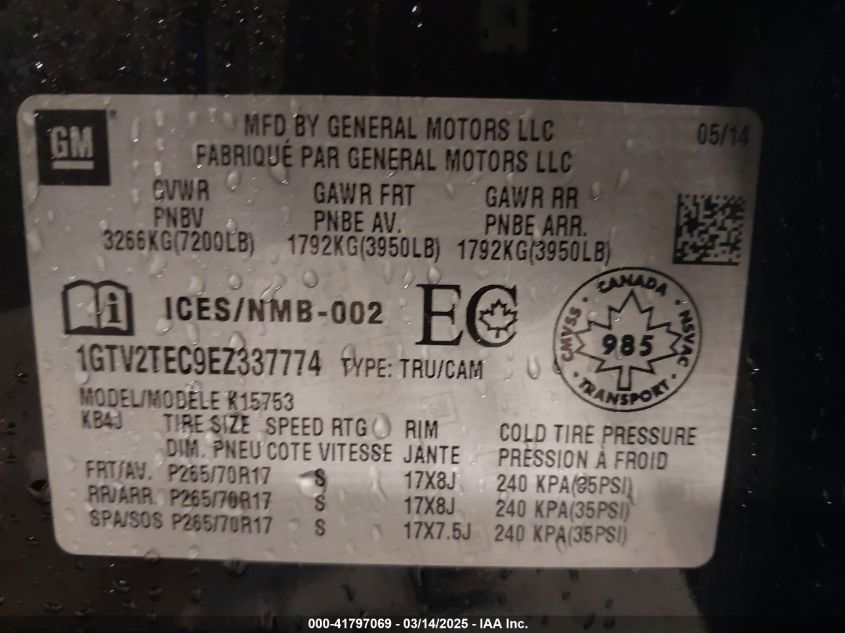 GM
MFD BY GENERAL MOTORS LLC 05/14
FABRIQUÉ PAR GENERAL MOTORS LLC
GVWR GAWR FRT GAWR RR
PNBV PNBE AV. PNBE ARR.
3266KG(7200LB) 1792KG(3950LB) 1792KG(3950LB)
ICES/NMB-002 EC
CANADA
CMVSS 985 NSVAC
TRANSPORT
1GTV2TEC9EZ337774 TYPE: TRU/CAM
MODEL/MODÈLE K15753
KB4J TIRE SIZE SPEED RTG RIM COLD TIRE PRESSURE
DIM. PNEU COTE VITESSE JANTE PRESSION À FROID
FRT/AV. P265/70R17 S 17X8J 240 KPA(35PSI)
RR/ARR P265/70R17 S 17X8J 240 KPA(35PSI)
SPA/SOS P265/70R17 S 17X7.5J 240 KPA(35PSI)
000-41797069 - 03/14/2025 - IAA Inc.